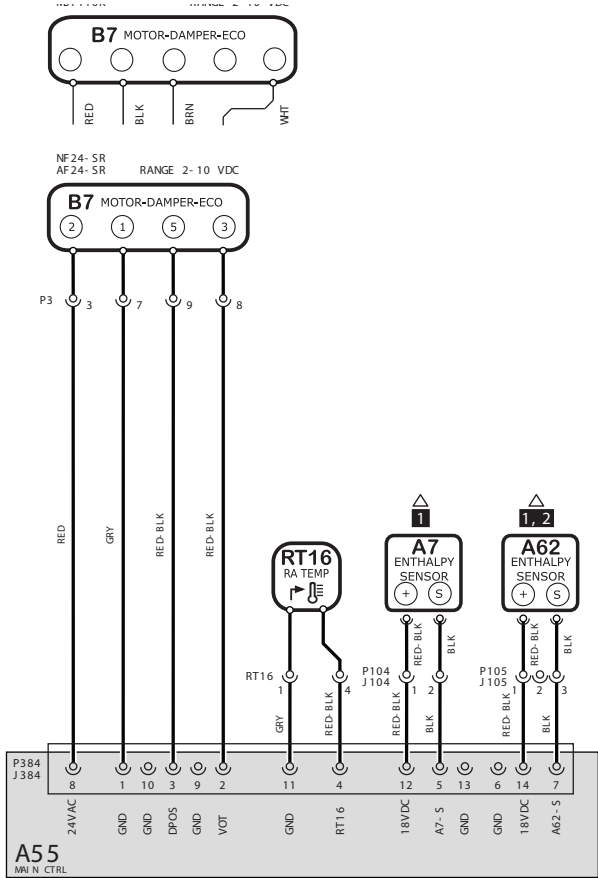 B7 MOTOR-DAMPER-ECO
RED
BLK
BRN
WHT
NF24-SR
AF24-SR RANGE 2-10 VDC
B7 MOTOR-DAMPER-ECO
2 1 5 3
P3 3 7 9 8
RED
GRY
RED-BLK
RED-BLK
1
1, 2
RT16
RA TEMP
A7
ENTHALPY
SENSOR
+ S
A62
ENTHALPY
SENSOR
+ S
RED-BLK
BLK
RED-BLK
BLK
RT16
1 4
P104
J104
1 2
P105
J105
1 2 3
GRY
RED-BLK
RED-BLK
BLK
RED-BLK
BLK
P384
J384
8 1 10 3 9 2 11 4 12 5 13 6 14 7
24VAC
GND
GND
DPOS
GND
VOT
GND
RT16
18VDC
A7-S
GND
GND
18VDC
A62-S
A55
MAIN CTRL